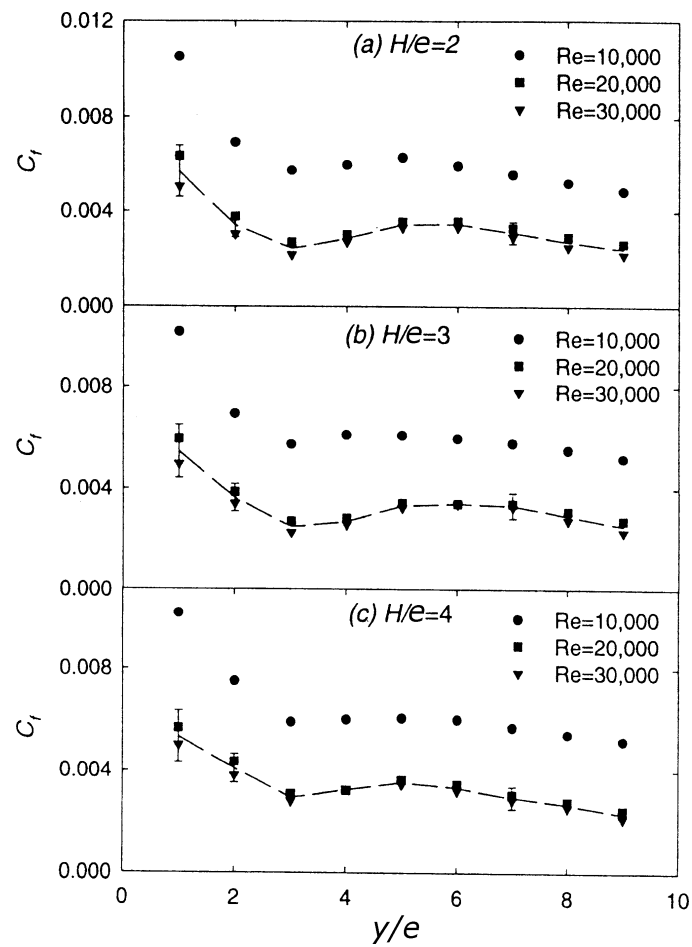 0.012
(a) H/e=2
Re=10,000
Re=20,000
Re=30,000
0.008
C_f
0.004
0.000
(b) H/e=3
Re=10,000
Re=20,000
Re=30,000
0.008
C_f
0.004
0.000
(c) H/e=4
Re=10,000
Re=20,000
Re=30,000
0.008
C_f
0.004
0.000
0 2 4 6 8 10
y/e